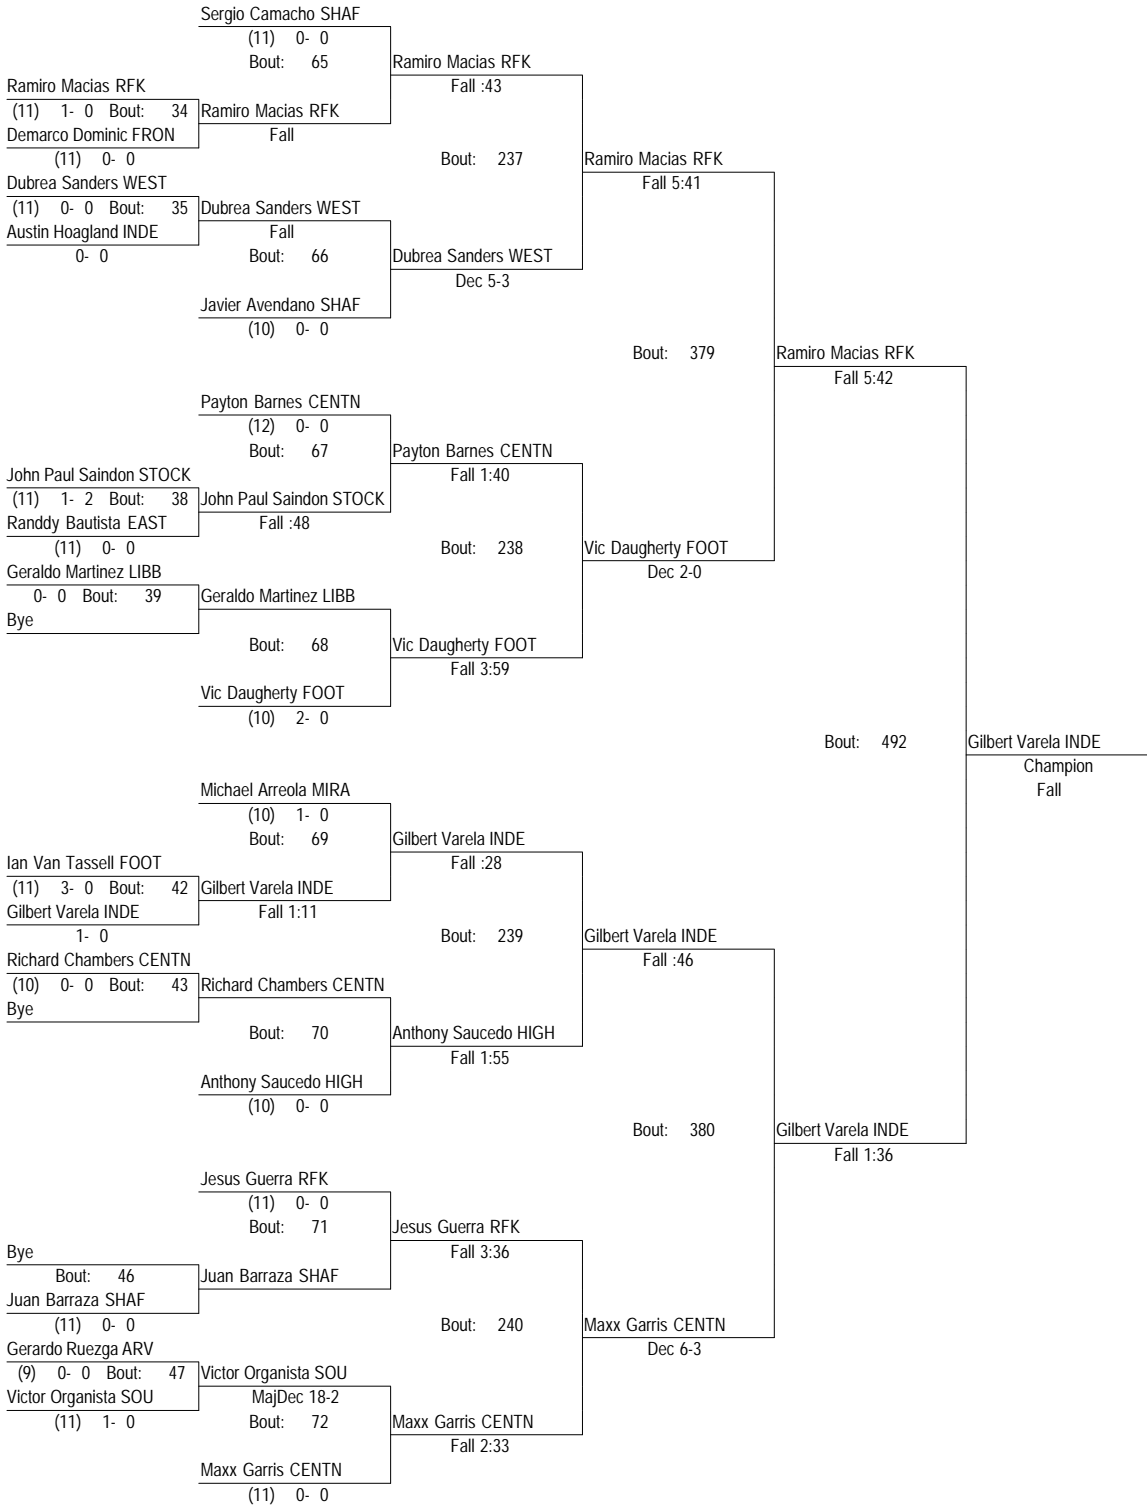 Sergio Camacho SHAF
(11) 0- 0
Bout: 65
Ramiro Macias RFK
Fall :43
Ramiro Macias RFK
(11) 1- 0 Bout: 34
Ramiro Macias RFK
Demarco Dominic FRON
Fall
(11) 0- 0
Bout: 237
Ramiro Macias RFK
Dubrea Sanders WEST
Fall 5:41
(11) 0- 0 Bout: 35
Dubrea Sanders WEST
Austin Hoagland INDE
Fall
0- 0
Bout: 66
Dubrea Sanders WEST
Dec 5-3
Javier Avendano SHAF
(10) 0- 0
Bout: 379
Ramiro Macias RFK
Fall 5:42
Payton Barnes CENTN
(12) 0- 0
Bout: 67
Payton Barnes CENTN
John Paul Saindon STOCK
Fall 1:40
(11) 1- 2 Bout: 38
John Paul Saindon STOCK
Randdy Bautista EAST
Fall :48
(11) 0- 0
Bout: 238
Vic Daugherty FOOT
Geraldo Martinez LIBB
Dec 2-0
0- 0 Bout: 39
Geraldo Martinez LIBB
Bye
Bout: 68
Vic Daugherty FOOT
Fall 3:59
Vic Daugherty FOOT
(10) 2- 0
Bout: 492
Gilbert Varela INDE
Champion
Fall
Michael Arreola MIRA
(10) 1- 0
Bout: 69
Gilbert Varela INDE
Ian Van Tassell FOOT
Fall :28
(11) 3- 0 Bout: 42
Gilbert Varela INDE
Gilbert Varela INDE
Fall 1:11
1- 0
Bout: 239
Gilbert Varela INDE
Richard Chambers CENTN
Fall :46
(10) 0- 0 Bout: 43
Richard Chambers CENTN
Bye
Bout: 70
Anthony Saucedo HIGH
Fall 1:55
Anthony Saucedo HIGH
(10) 0- 0
Bout: 380
Gilbert Varela INDE
Fall 1:36
Jesus Guerra RFK
(11) 0- 0
Bout: 71
Jesus Guerra RFK
Bye
Fall 3:36
Bout: 46
Juan Barraza SHAF
Juan Barraza SHAF
(11) 0- 0
Bout: 240
Maxx Garris CENTN
Gerardo Ruezga ARV
Dec 6-3
(9) 0- 0 Bout: 47
Victor Organista SOU
Victor Organista SOU
MajDec 18-2
(11) 1- 0
Bout: 72
Maxx Garris CENTN
Fall 2:33
Maxx Garris CENTN
(11) 0- 0